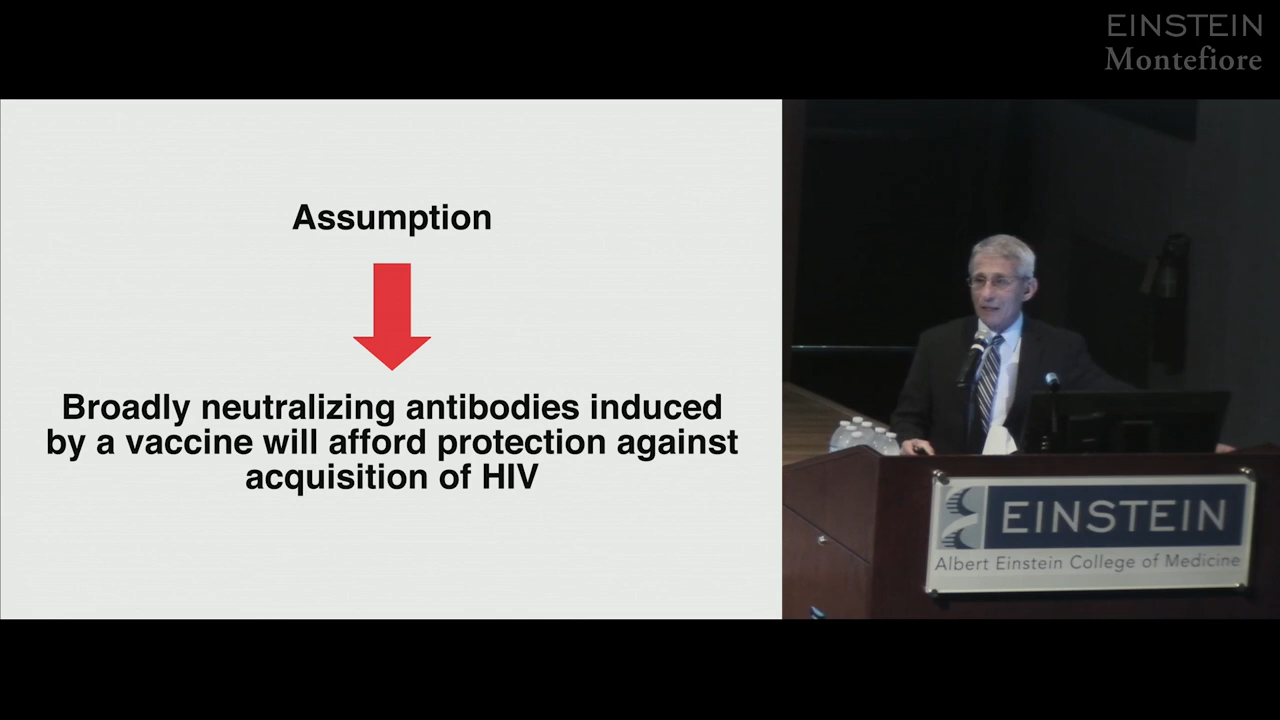 EINSTEIN
Montefiore
Assumption
Broadly neutralizing antibodies induced
by a vaccine will afford protection against
acquisition of HIV
EINSTEIN
Albert Einstein College of Medicine